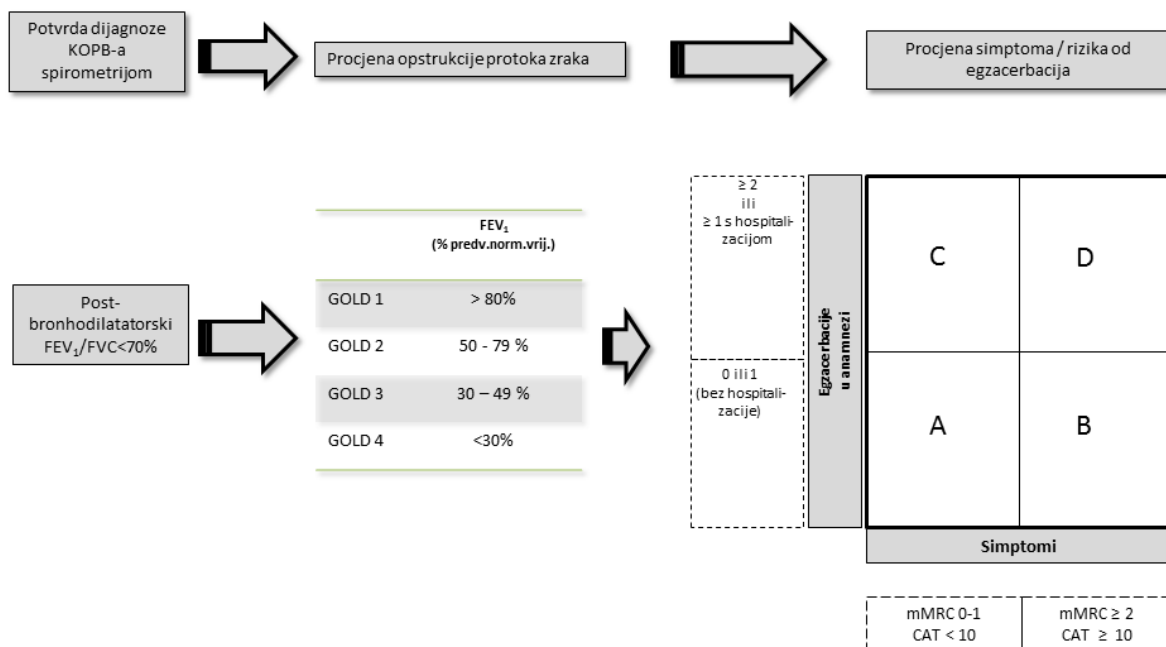 Potvrda dijagnoze
KOPB-a
spirometrijom
Procjena opstrukcije protoka zraka
Procjena simptoma / rizika od
egzacerbacija
Post-
bronhodilatatorski
FEV₁/FVC<70%
FEV₁
(% predv.norm.vrij.)
GOLD 1 > 80%
GOLD 2 50 - 79 %
GOLD 3 30 – 49 %
GOLD 4 <30%
≥ 2
ili
≥ 1 s hospitali-
zacijom
0 ili 1
(bez hospitali-
zacije)
Egzacerbacije
u anamnezi
C D
A B
Simptomi
mMRC 0-1
CAT < 10
mMRC ≥ 2
CAT ≥ 10